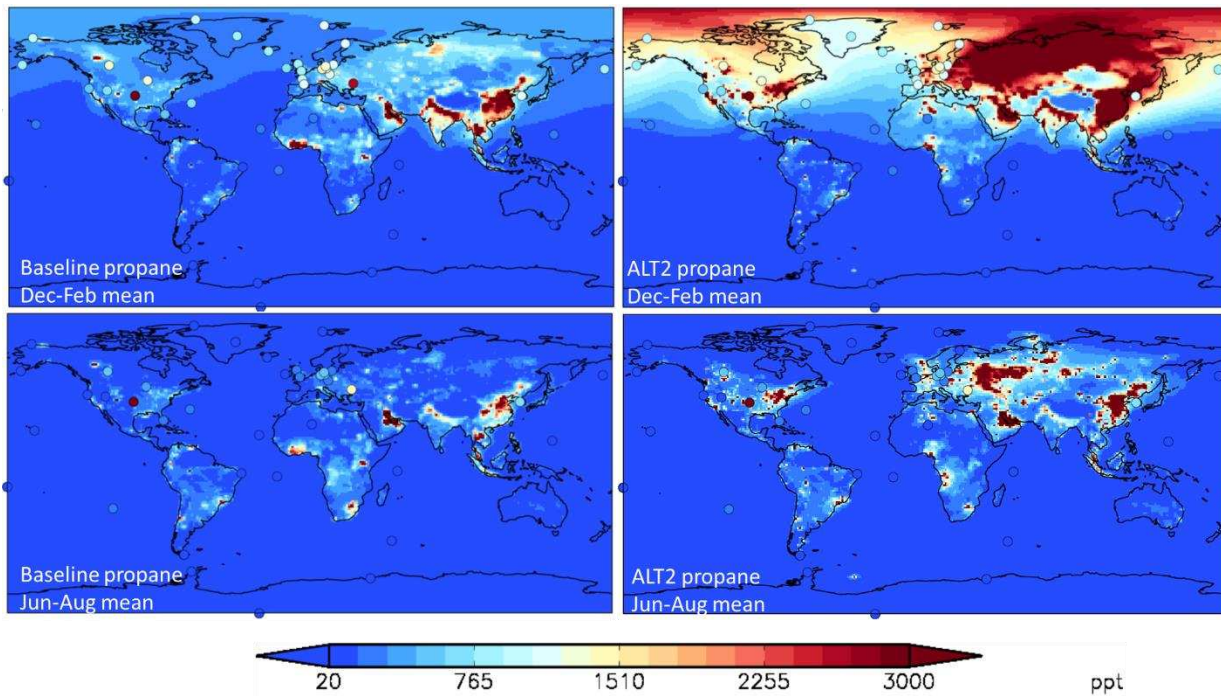 Baseline propane
Dec-Feb mean
ALT2 propane
Dec-Feb mean
Baseline propane
Jun-Aug mean
ALT2 propane
Jun-Aug mean
20 765 1510 2255 3000 ppt